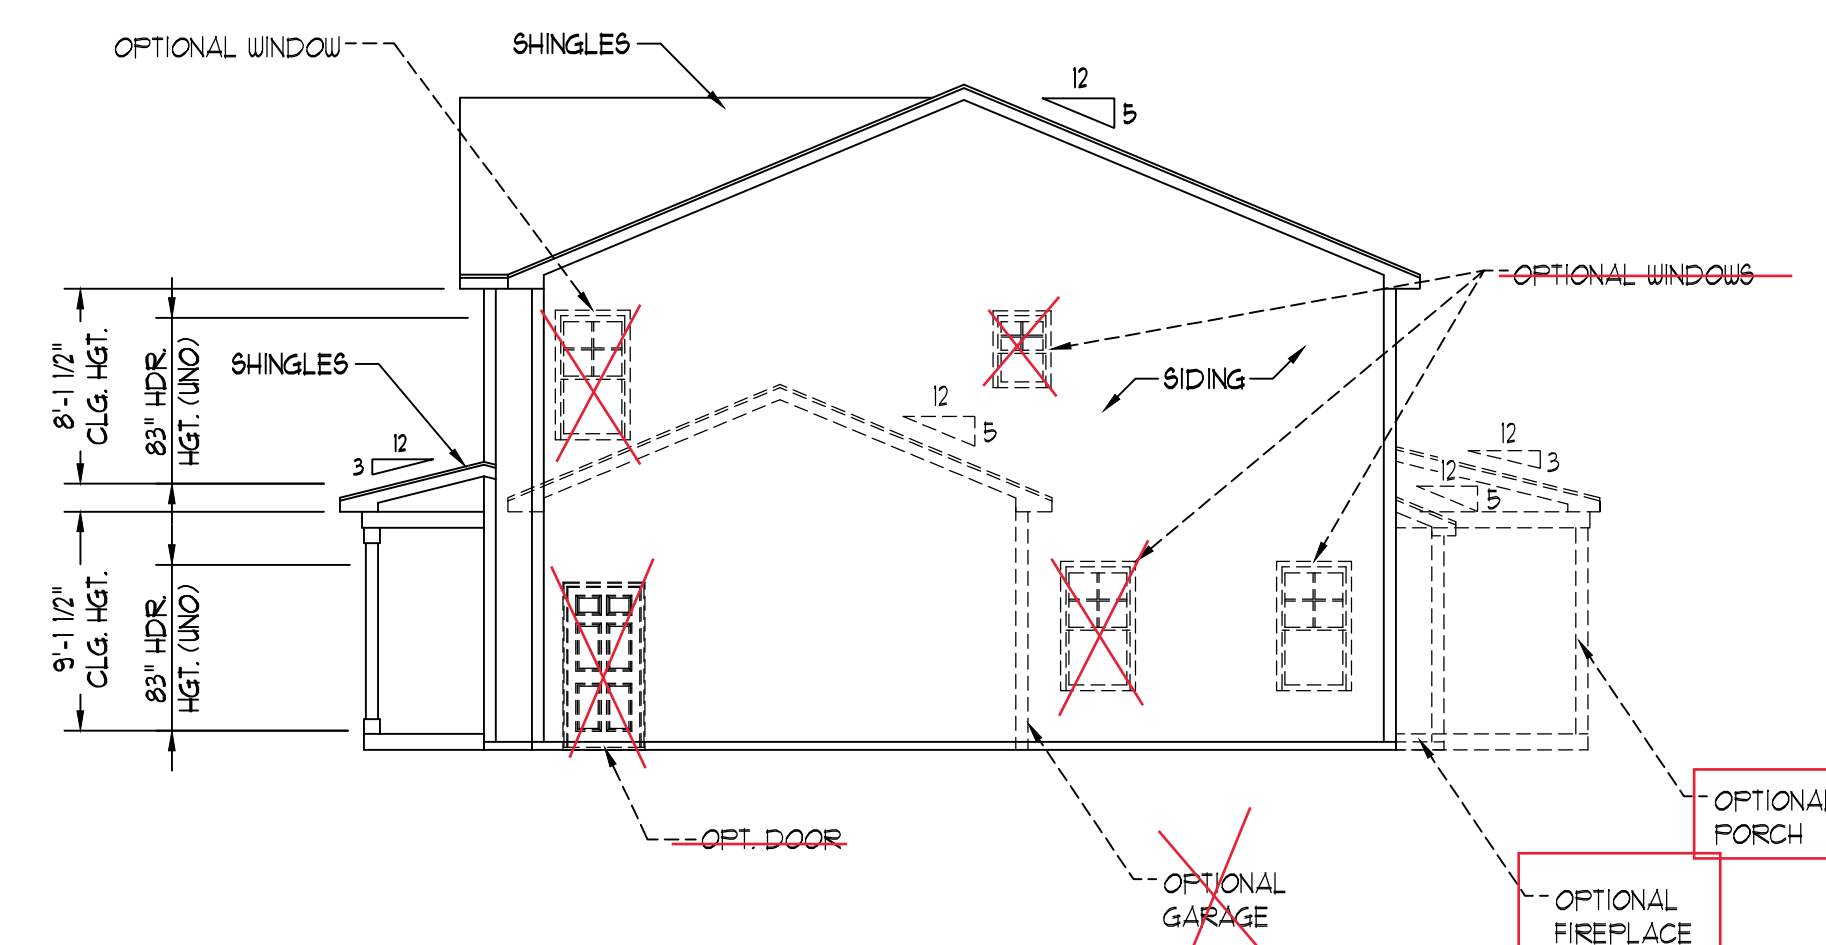 OPTIONAL WINDOW
SHINGLES
12
5
OPTIONAL WINDOWS
8'-1 1/2"
CLG. HGT.
83" HDR.
HGT. (UNO)
SHINGLES
12
3
SIDING
12
5
12
3
12
5
9'-1 1/2"
CLG. HGT.
83" HDR.
HGT. (UNO)
OPT. DOOR
OPTIONAL
GARAGE
OPTIONAL
PORCH
OPTIONAL
FIREPLACE